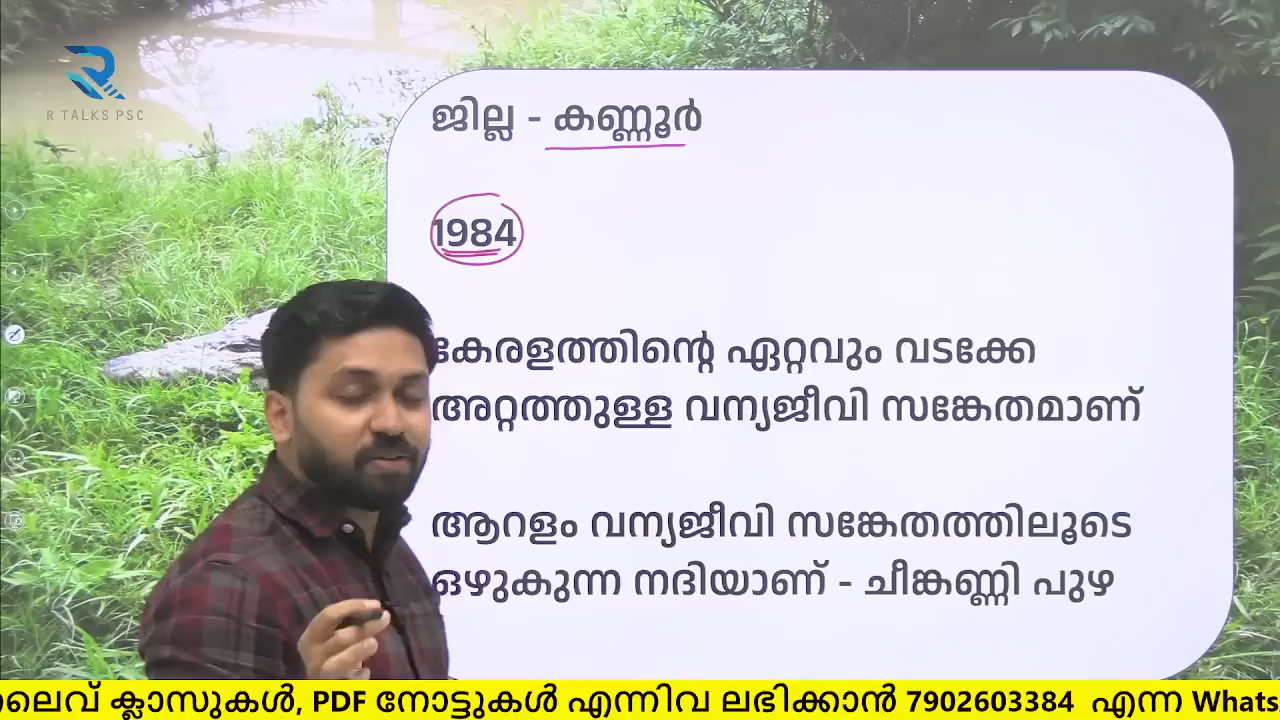 R TALKS PSC
ജില്ല - കണ്ണൂർ
1984
കേരളത്തിന്റെ ഏറ്റവും വടക്കേ
അറ്റത്തുള്ള വന്യജീവി സങ്കേതമാണ്
ആറളം വന്യജീവി സങ്കേതത്തിലൂടെ
ഒഴുകുന്ന നദിയാണ് - ചീങ്കണ്ണി പുഴ
ലൈവ് ക്ലാസുകൾ, PDF നോട്ടുകൾ എന്നിവ ലഭിക്കാൻ 7902603384 എന്ന Whats